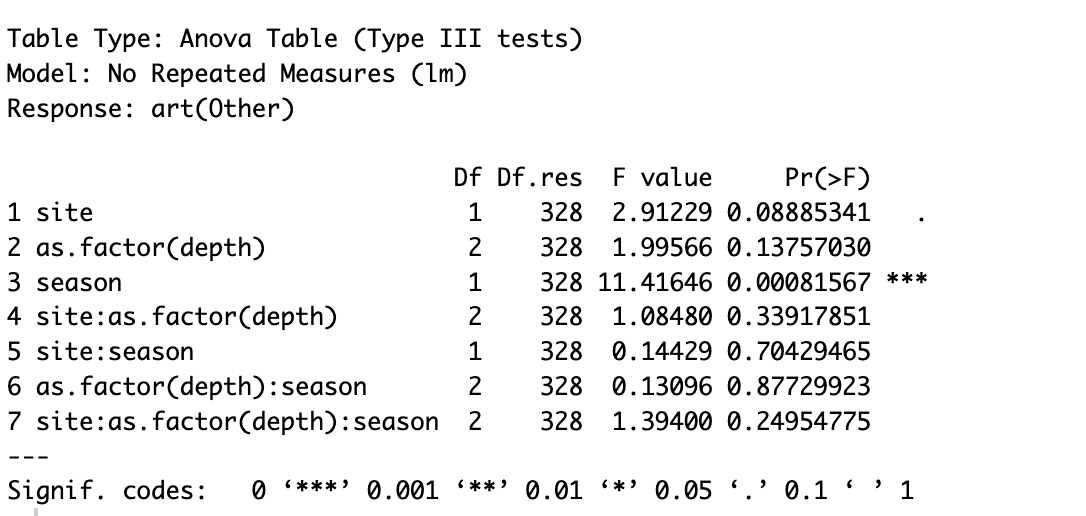 Table Type: Anova Table (Type III tests)
Model: No Repeated Measures (lm)
Response: art(Other)
Df Df.res F value Pr(>F)
1 site 1 328 2.91229 0.08885341 .
2 as.factor(depth) 2 328 1.99566 0.13757030
3 season 1 328 11.41646 0.00081567 ***
4 site:as.factor(depth) 2 328 1.08480 0.33917851
5 site:season 1 328 0.14429 0.70429465
6 as.factor(depth):season 2 328 0.13096 0.87729923
7 site:as.factor(depth):season 2 328 1.39400 0.24954775
---
Signif. codes: 0 ‘***’ 0.001 ‘**’ 0.01 ‘*’ 0.05 ‘.’ 0.1 ‘ ’ 1